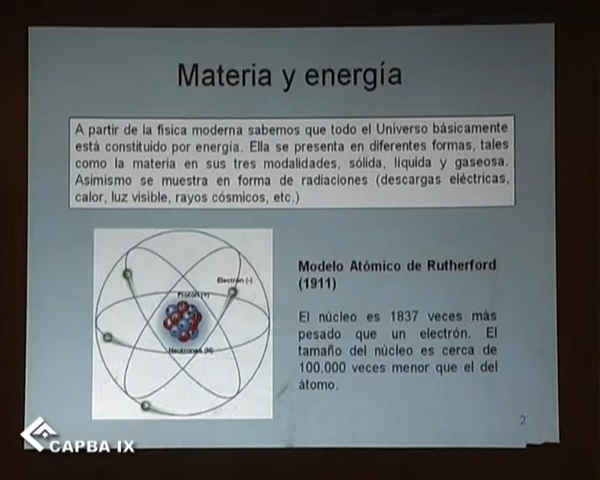 Materia y energía
A partir de la física moderna sabemos que todo el Universo básicamente
está constituido por energía. Ella se presenta en diferentes formas, tales
como la materia en sus tres modalidades, sólida, líquida y gaseosa.
Asimismo se muestra en forma de radiaciones (descargas eléctricas,
calor, luz visible, rayos cósmicos, etc.)
Electrón (-)
Protón (+)
Neutrones (N)
Modelo Atómico de Rutherford
(1911)
El núcleo es 1837 veces más
pesado que un electrón. El
tamaño del núcleo es cerca de
100.000 veces menor que el del
átomo.
2
CAPBA IX